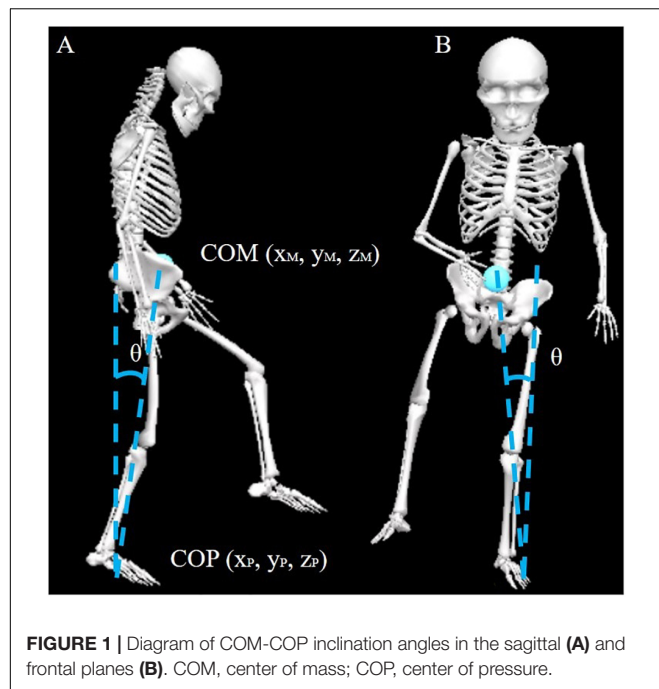 A
B
COM (xM, yM, zM)
θ
θ
COP (xP, yP, zP)
FIGURE 1 | Diagram of COM-COP inclination angles in the sagittal (A) and
frontal planes (B). COM, center of mass; COP, center of pressure.